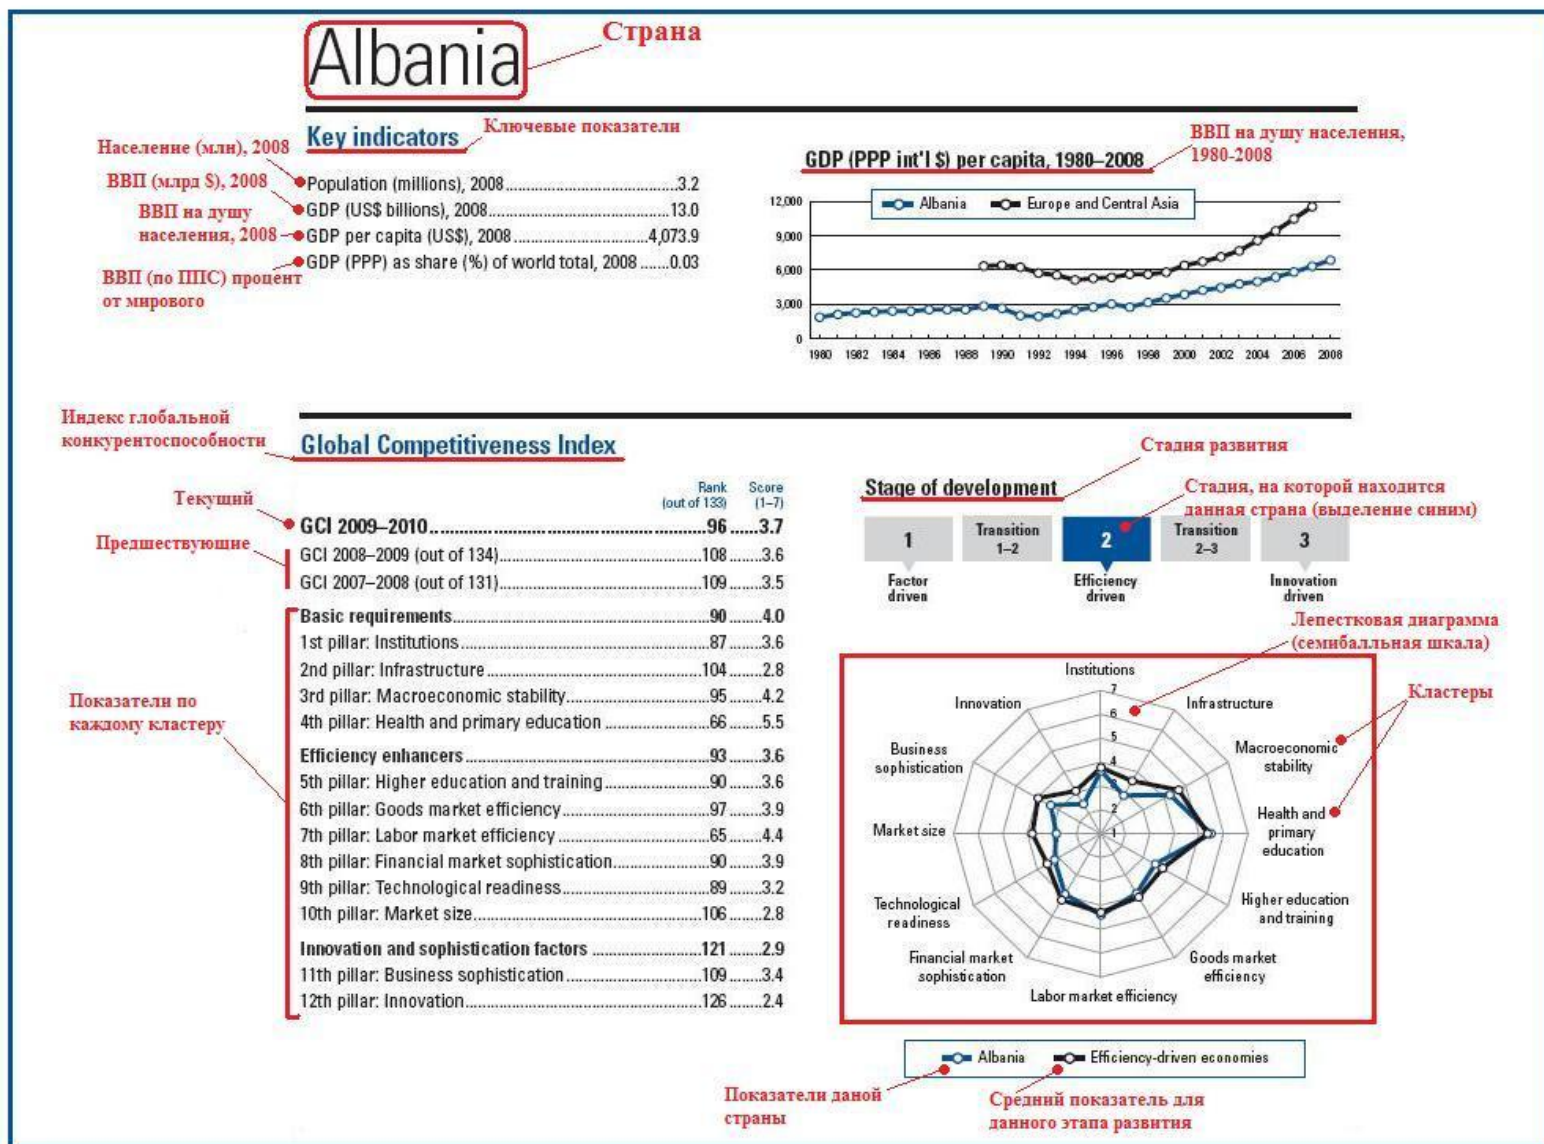 Albania
Страна
Key indicators
Ключевые показатели
Население (млн), 2008
ВВП (млрд $), 2008
ВВП на душу
населения, 2008
ВВП (по ППС) процент
от мирового
Population (millions), 2008..........3.2
GDP (US$ billions), 2008..........13.0
GDP per capita (US$), 2008..........4,073.9
GDP (PPP) as share (%) of world total, 2008.......0.03
GDP (PPP int'l $) per capita, 1980–2008
ВВП на душу населения,
1980-2008
Albania
Europe and Central Asia
12,000
9,000
6,000
3,000
0
1980 1982 1984 1986 1988 1990 1992 1994 1996 1998 2000 2002 2004 2006 2008
Индекс глобальной
конкурентоспособности
Global Competitiveness Index
Rank Score
(out of 133) (1–7)
Текущий
GCI 2009–2010..........96......3.7
Предшествующие
GCI 2008–2009 (out of 134)..........108........3.6
GCI 2007–2008 (out of 131)..........109........3.5
Показатели по
каждому кластеру
Basic requirements..........90........4.0
1st pillar: Institutions..........87........3.6
2nd pillar: Infrastructure..........104........2.8
3rd pillar: Macroeconomic stability..........95........4.2
4th pillar: Health and primary education..........66........5.5
Efficiency enhancers..........93........3.6
5th pillar: Higher education and training..........90........3.6
6th pillar: Goods market efficiency..........97........3.9
7th pillar: Labor market efficiency..........65........4.4
8th pillar: Financial market sophistication..........90........3.9
9th pillar: Technological readiness..........89........3.2
10th pillar: Market size..........106........2.8
Innovation and sophistication factors..........121........2.9
11th pillar: Business sophistication..........109........3.4
12th pillar: Innovation..........126........2.4
Стадия развития
Stage of development
Стадия, на которой находится
данная страна (выделение синим)
1
Transition
1–2
2
Transition
2–3
3
Factor
driven
Efficiency
driven
Innovation
driven
Лепестковая диаграмма
(семибалльная шкала)
Кластеры
Institutions
Infrastructure
Macroeconomic
stability
Health and
primary
education
Higher education
and training
Goods market
efficiency
Labor market efficiency
Financial market
sophistication
Technological
readiness
Market size
Business
sophistication
Innovation
7
6
5
4
3
2
1
Albania
Efficiency-driven economies
Показатели даной
страны
Средний показатель для
данного этапа развития